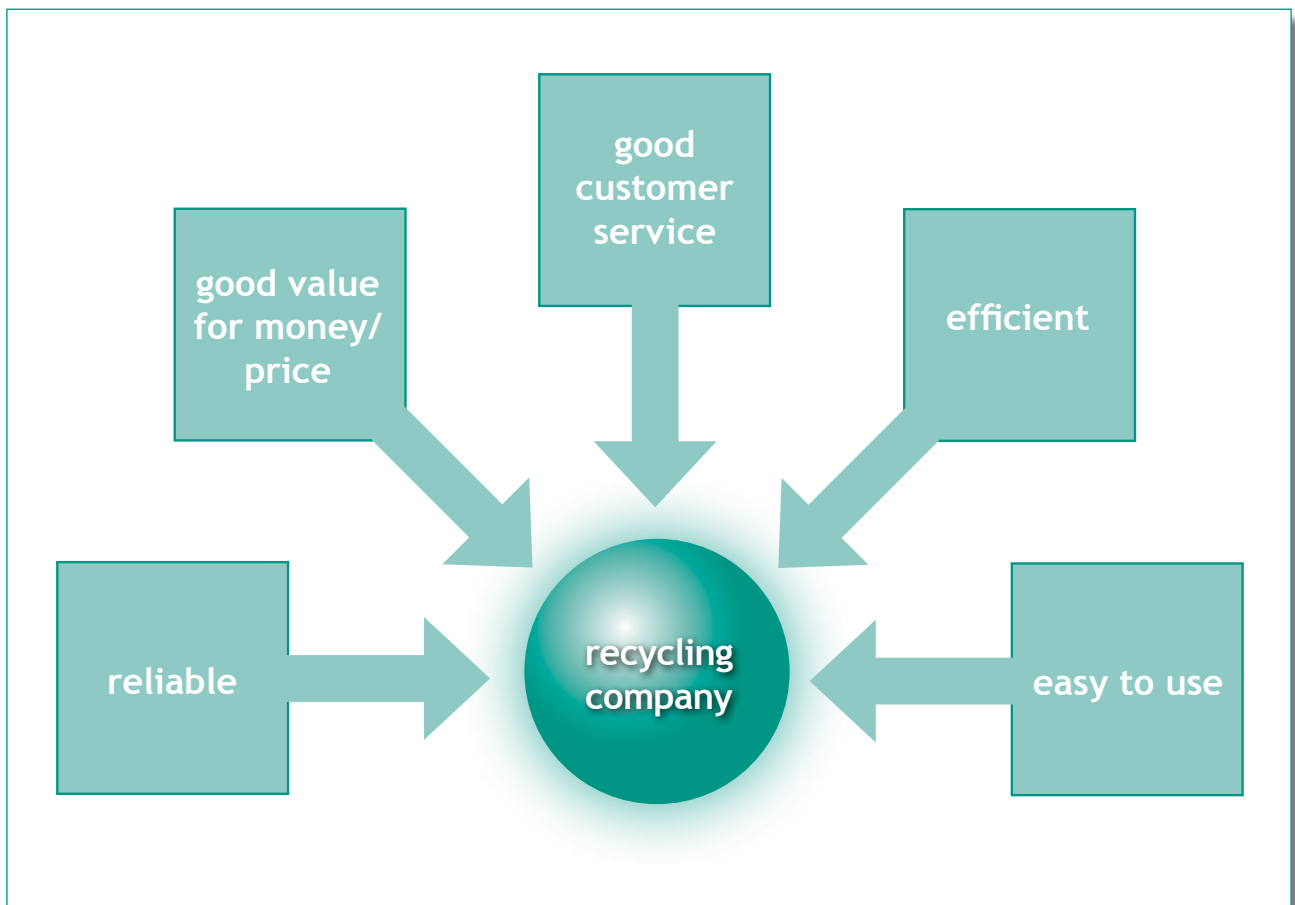 good
customer
service
good value
for money/
price
efficient
reliable
recycling
company
easy to use